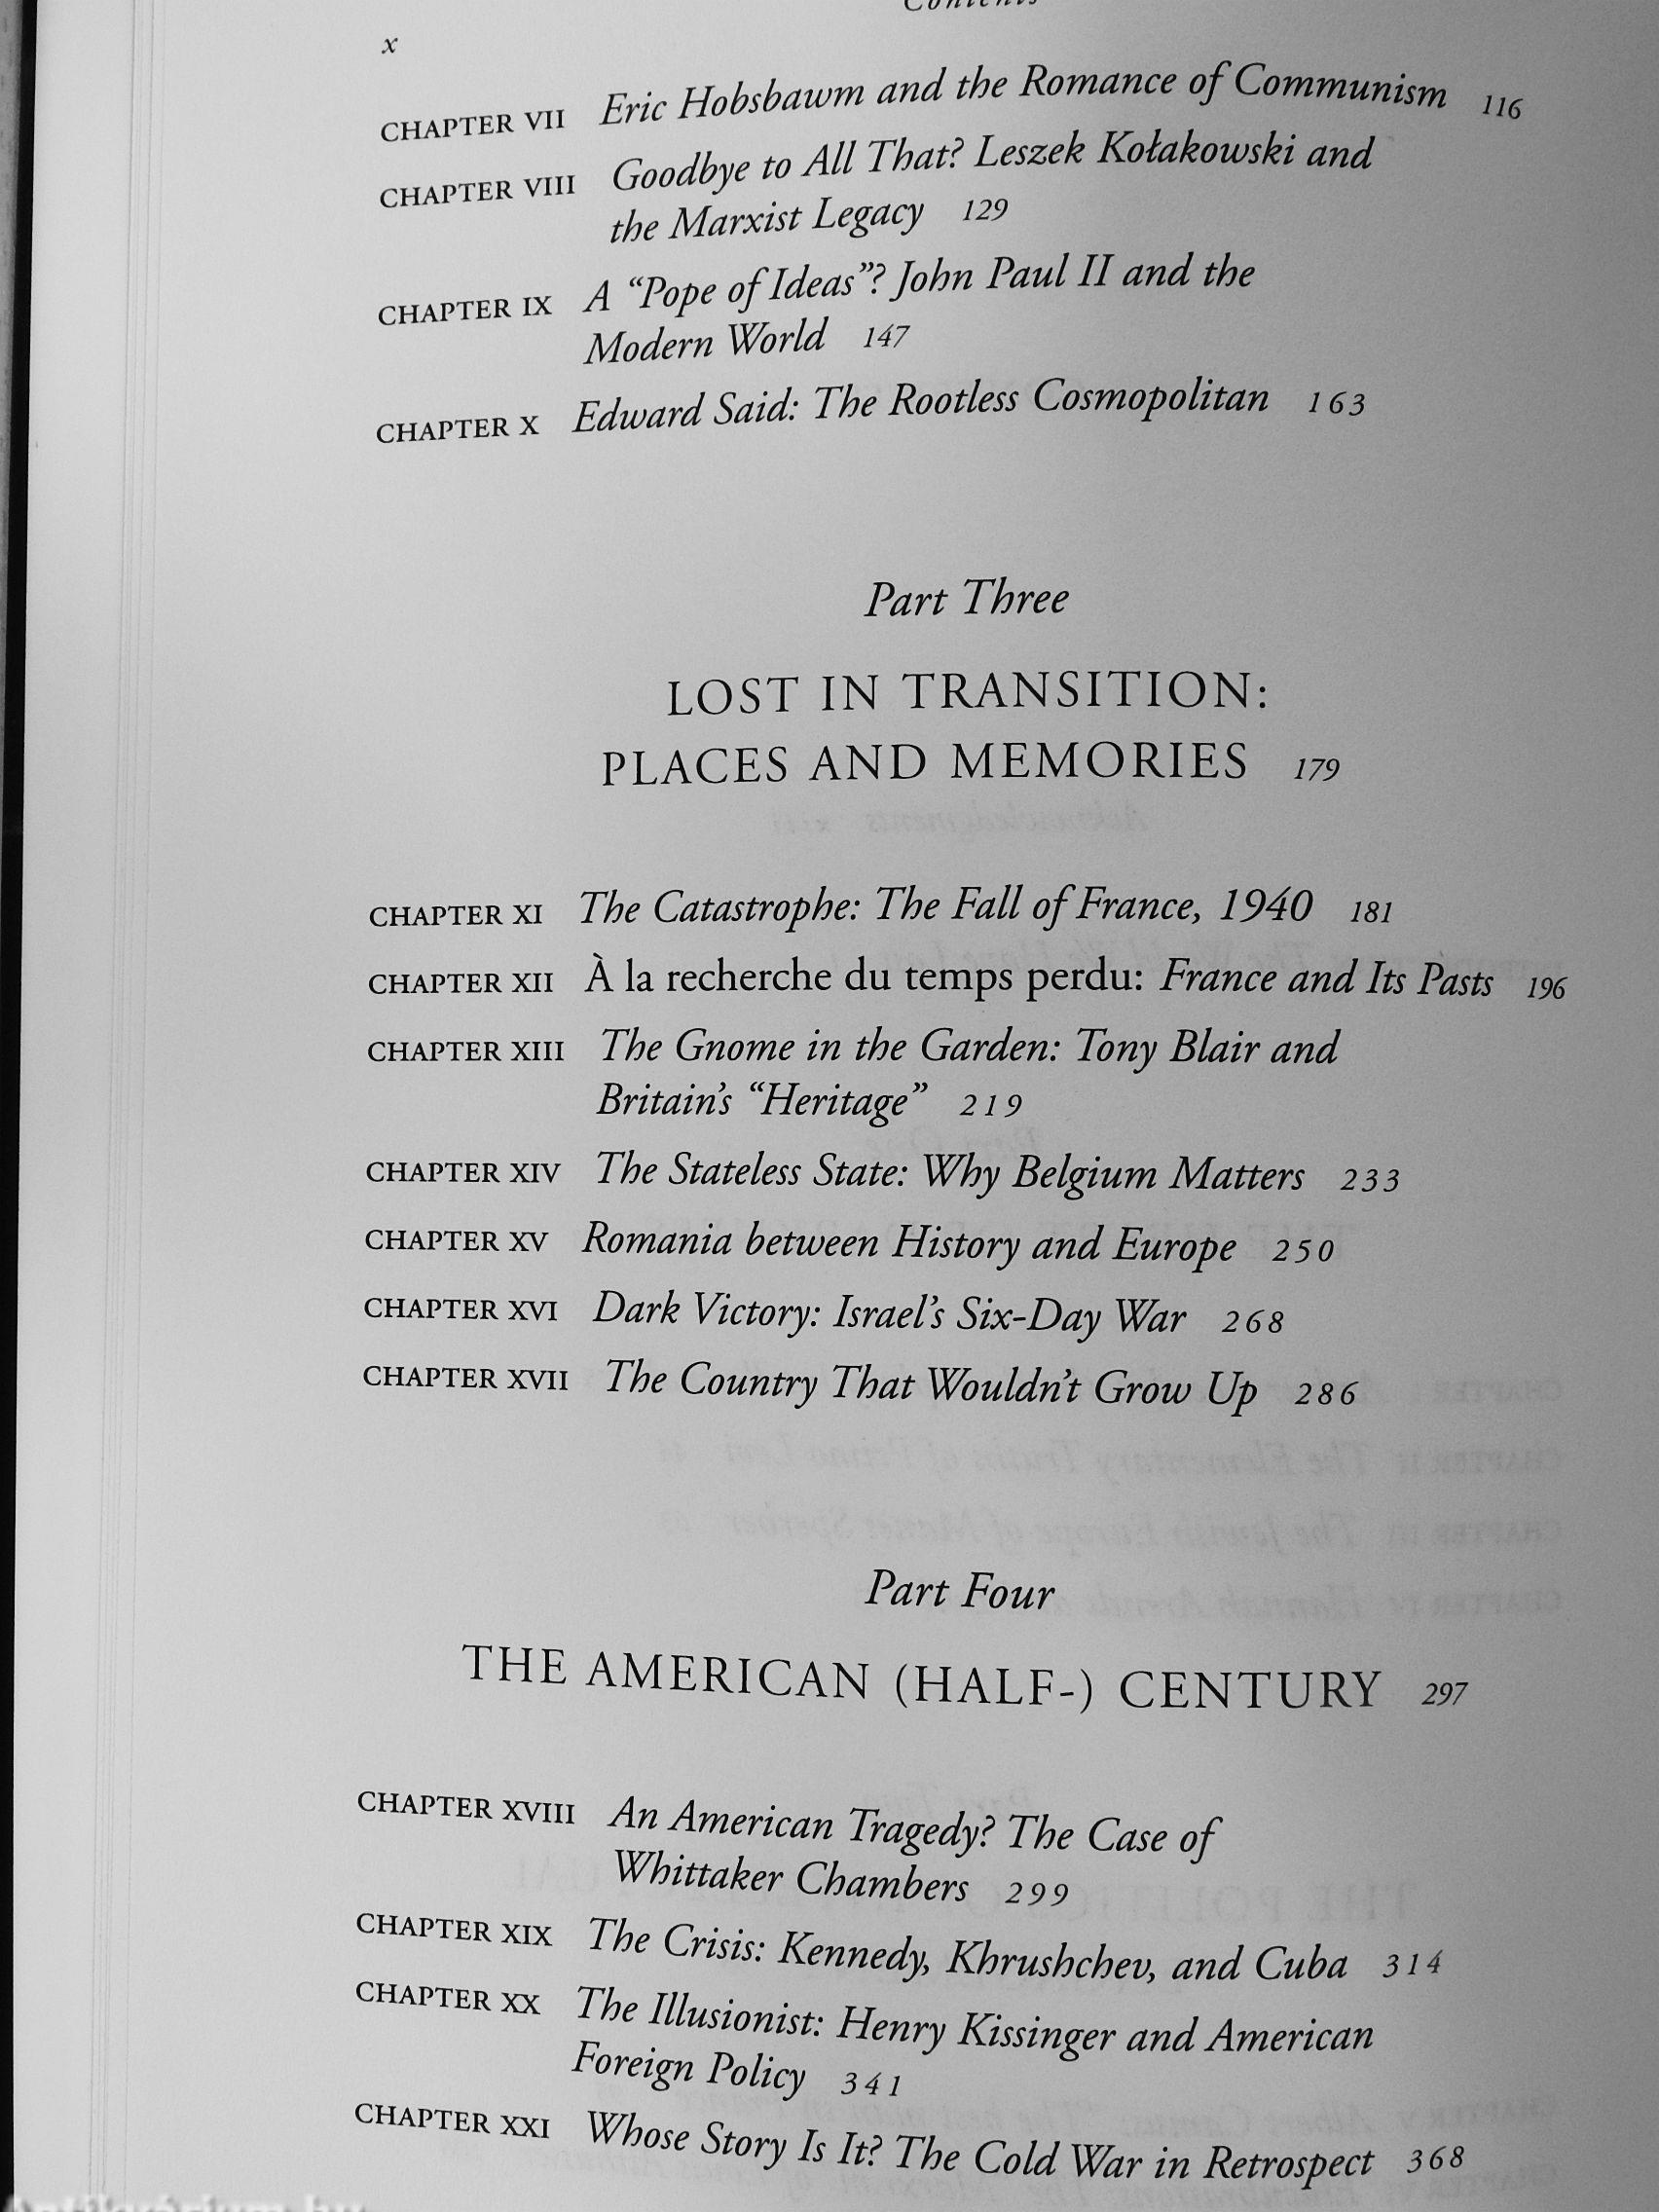 Contents
x
CHAPTER VII Eric Hobsbawm and the Romance of Communism 116
CHAPTER VIII Goodbye to All That? Leszek Kołakowski and
the Marxist Legacy 129
CHAPTER IX A “Pope of Ideas”? John Paul II and the
Modern World 147
CHAPTER X Edward Said: The Rootless Cosmopolitan 163
Part Three
LOST IN TRANSITION:
PLACES AND MEMORIES 179
CHAPTER XI The Catastrophe: The Fall of France, 1940 181
CHAPTER XII À la recherche du temps perdu: France and Its Pasts 196
CHAPTER XIII The Gnome in the Garden: Tony Blair and
Britain’s “Heritage” 219
CHAPTER XIV The Stateless State: Why Belgium Matters 233
CHAPTER XV Romania between History and Europe 250
CHAPTER XVI Dark Victory: Israel’s Six-Day War 268
CHAPTER XVII The Country That Wouldn’t Grow Up 286
Part Four
THE AMERICAN (HALF-) CENTURY 297
CHAPTER XVIII An American Tragedy? The Case of
Whittaker Chambers 299
CHAPTER XIX The Crisis: Kennedy, Khrushchev, and Cuba 314
CHAPTER XX The Illusionist: Henry Kissinger and American
Foreign Policy 341
CHAPTER XXI Whose Story Is It? The Cold War in Retrospect 368